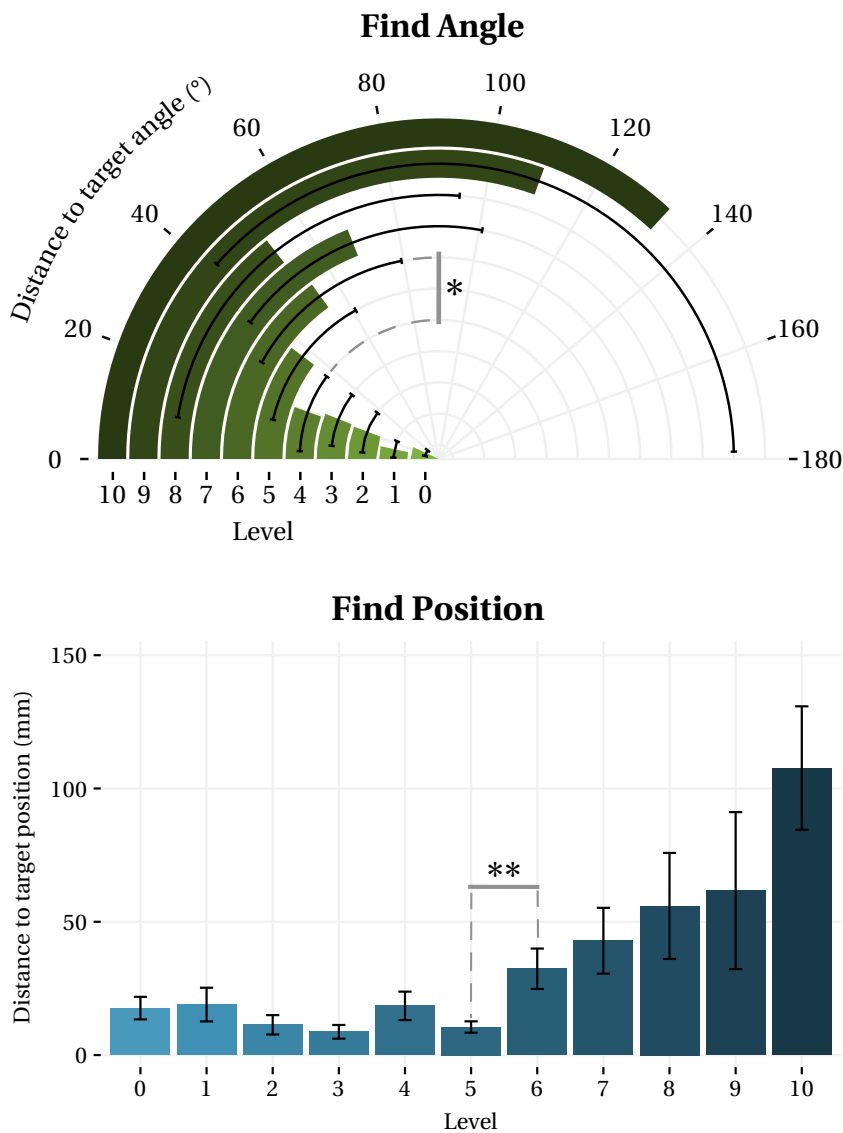 Find Angle
Distance to target angle (°)
0
20
40
60
80
100
120
140
160
180
*
10 9 8 7 6 5 4 3 2 1 0
Level
Find Position
Distance to target position (mm)
150
100
50
0
**
0 1 2 3 4 5 6 7 8 9 10
Level